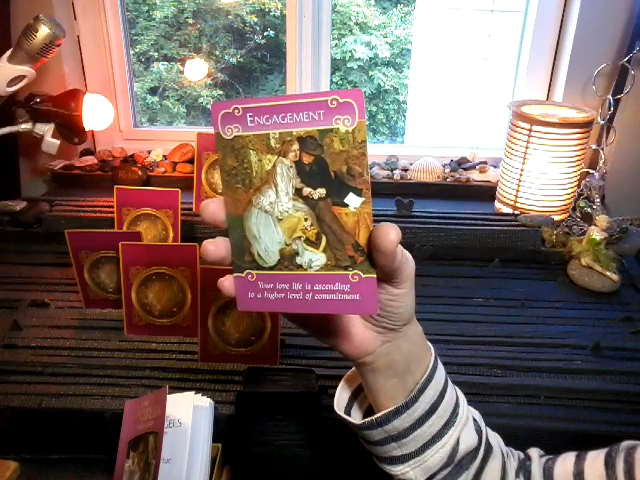 ENGAGEMENT
Your love life is ascending
to a higher level of commitment